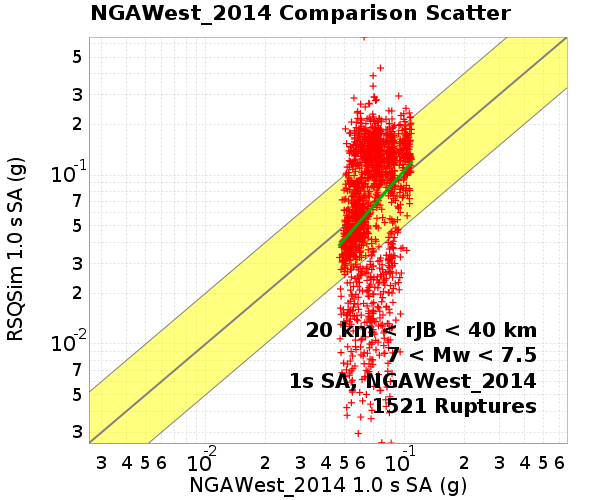 NGAWest_2014 Comparison Scatter
RSQSim 1.0 s SA (g)
5
3
2
10-1
7
5
3
2
10-2
7
5
3
20 km < rJB < 40 km
7 < Mw < 7.5
1s SA, NGAWest_2014
1521 Ruptures
3 4 5 6 10-2 2 3 4 5 6 10-1 2 3 4 5 6
NGAWest_2014 1.0 s SA (g)